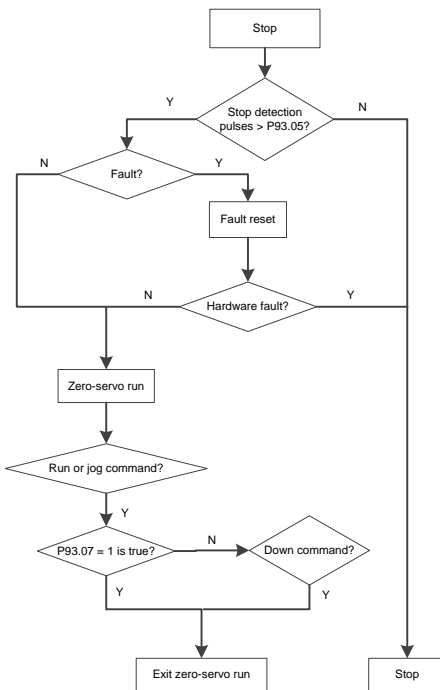 Stop
Y
N
Stop detection
pulses > P93.05?
N
Y
Fault?
Fault reset
N
Y
Hardware fault?
Zero-servo run
Run or jog command?
Y
N
P93.07 = 1 is true?
Down command?
Y
Y
Exit zero-servo run
Stop